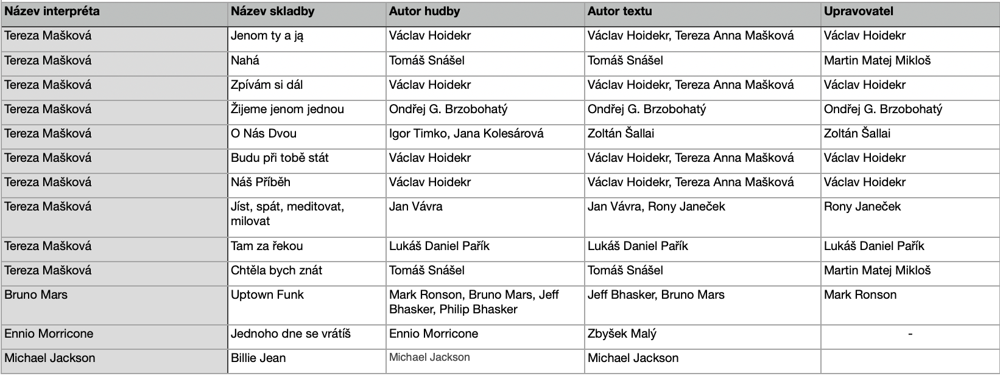 Název interpréta Název skladby Autor hudby Autor textu Upravovatel
Tereza Mašková Jenom ty a ją Václav Hoidekr Václav Hoidekr, Tereza Anna Mašková Václav Hoidekr
Tereza Mašková Nahá Tomáš Snášel Tomáš Snášel Martin Matej Mikloš
Tereza Mašková Zpívám si dál Václav Hoidekr Václav Hoidekr, Tereza Anna Mašková Václav Hoidekr
Tereza Mašková Žijeme jenom jednou Ondřej G. Brzobohatý Ondřej G. Brzobohatý Ondřej G. Brzobohatý
Tereza Mašková O Nás Dvou Igor Timko, Jana Kolesárová Zoltán Šallai Zoltán Šallai
Tereza Mašková Budu při tobě stát Václav Hoidekr Václav Hoidekr, Tereza Anna Mašková Václav Hoidekr
Tereza Mašková Náš Příběh Václav Hoidekr Václav Hoidekr, Tereza Anna Mašková Václav Hoidekr
Tereza Mašková Jíst, spát, meditovat, Jan Vávra Jan Vávra, Rony Janeček Rony Janeček
milovat
Tereza Mašková Tam za řekou Lukáš Daniel Pařík Lukáš Daniel Pařík Lukáš Daniel Pařík
Tereza Mašková Chtěla bych znát Tomáš Snášel Tomáš Snášel Martin Matej Mikloš
Bruno Mars Uptown Funk Mark Ronson, Bruno Mars, Jeff Jeff Bhasker, Bruno Mars Mark Ronson
Bhasker, Philip Bhasker
Ennio Morricone Jednoho dne se vrátíš Ennio Morricone Zbyšek Malý -
Michael Jackson Billie Jean Michael Jackson Michael Jackson